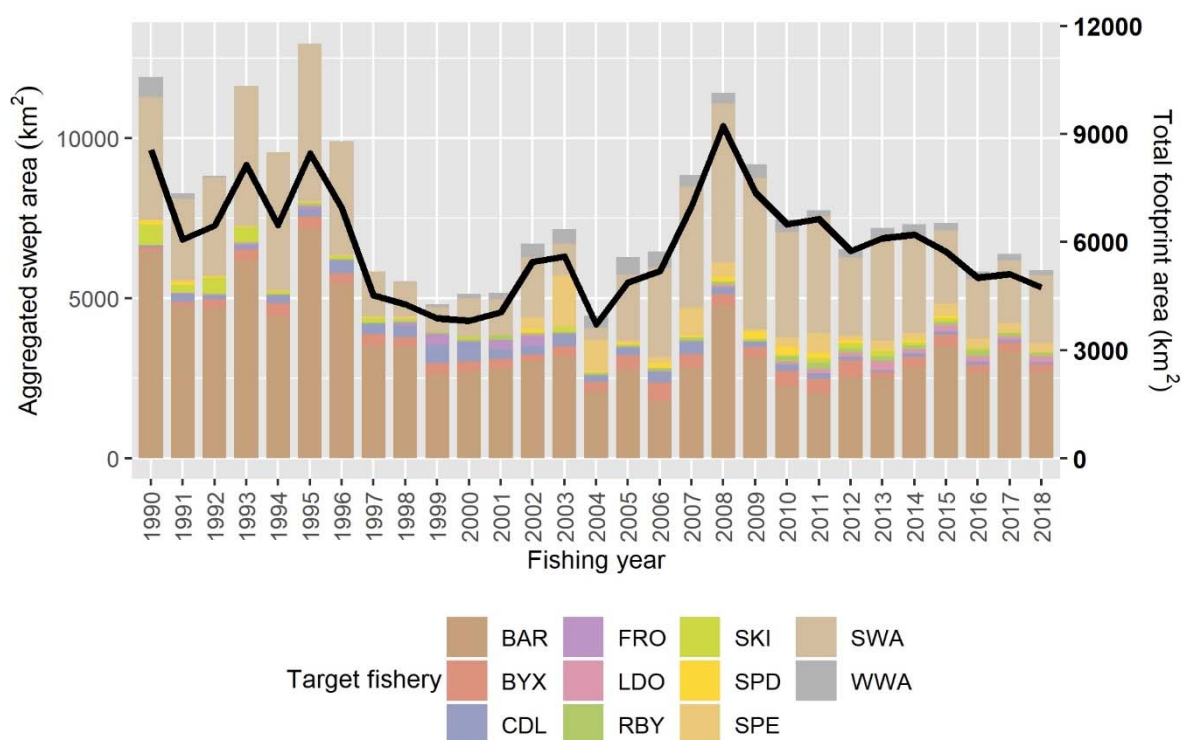 Aggregated swept area (km²)
10000
5000
0
12000
9000
6000
3000
0
Total footprint area (km²)
1990 1991 1992 1993 1994 1995 1996 1997 1998 1999 2000 2001 2002 2003 2004 2005 2006 2007 2008 2009 2010 2011 2012 2013 2014 2015 2016 2017 2018
Fishing year
Target fishery
BAR FRO SKI SWA
BYX LDO SPD WWA
CDL RBY SPE